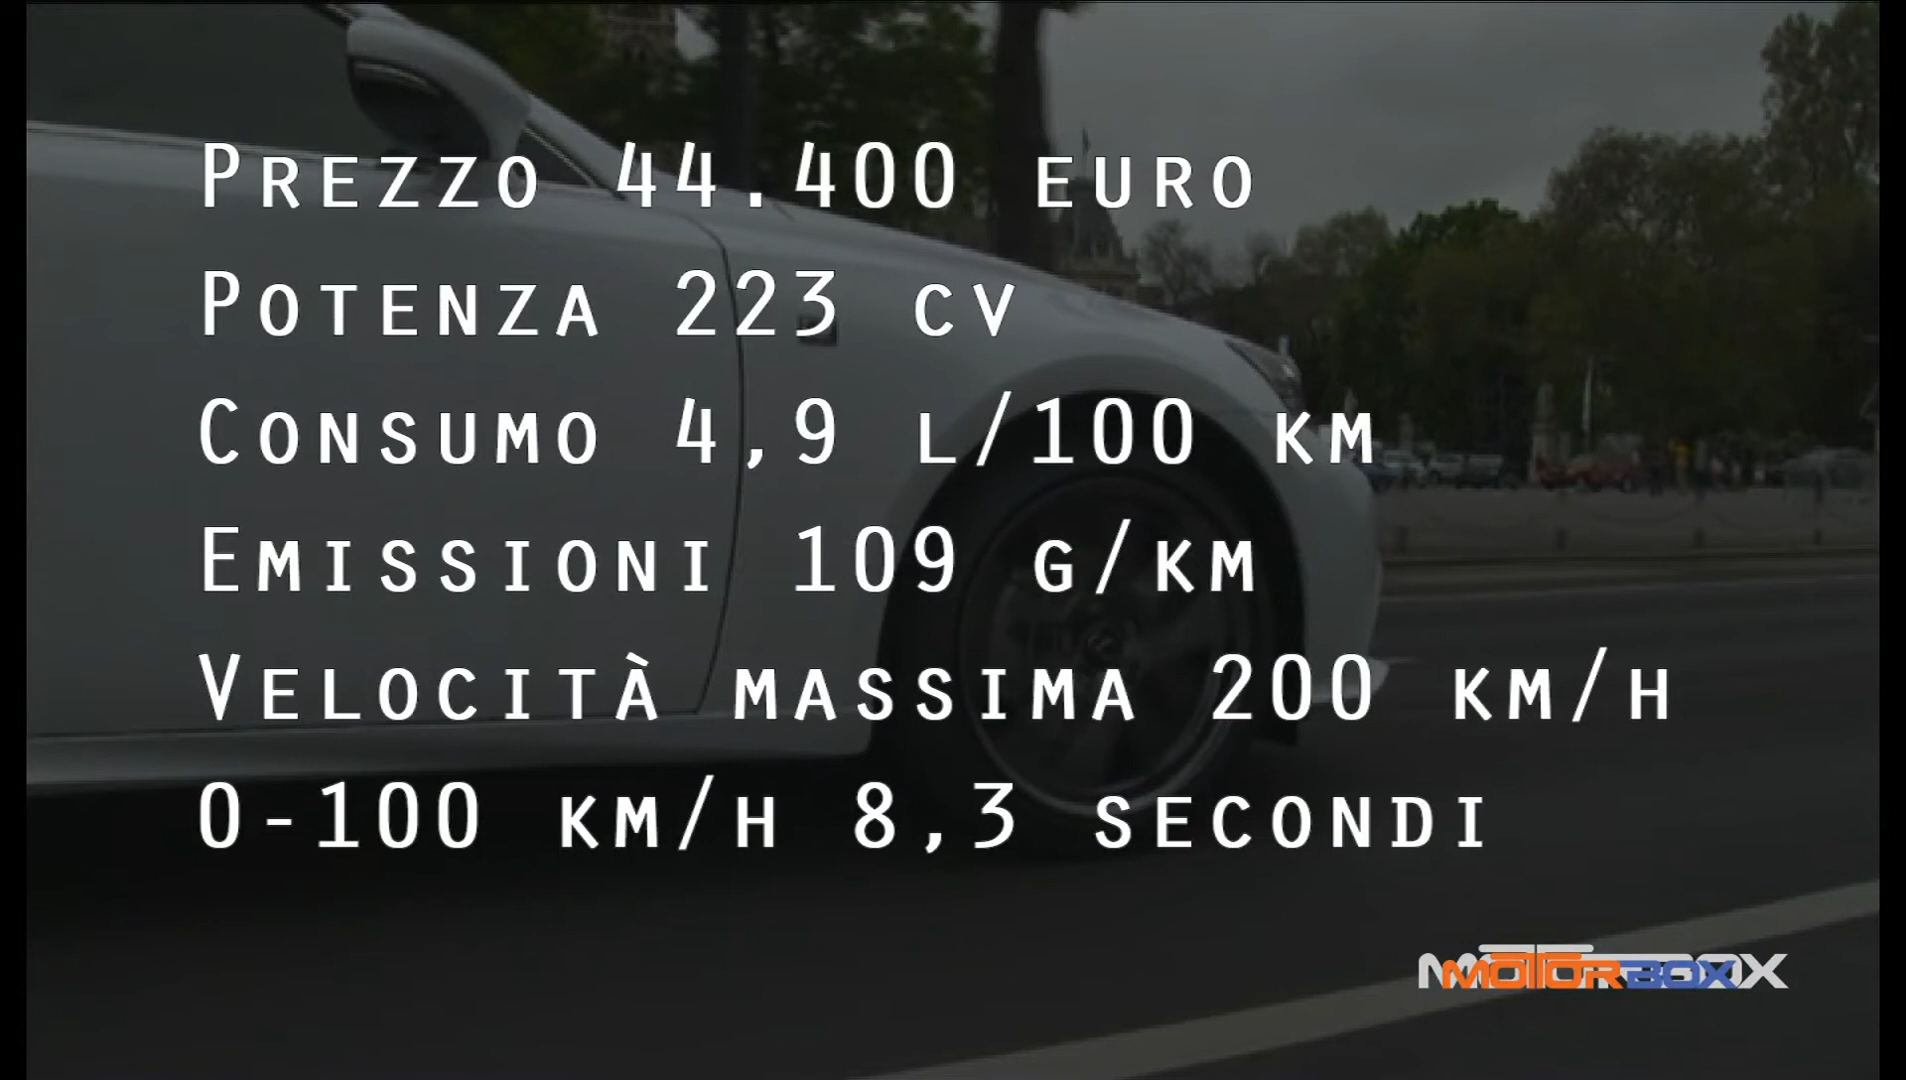 Prezzo 44.400 euro
Potenza 223 cv
Consumo 4,9 l/100 km
Emissioni 109 g/km
Velocità massima 200 km/h
0-100 km/h 8,3 secondi
MOTORBOX